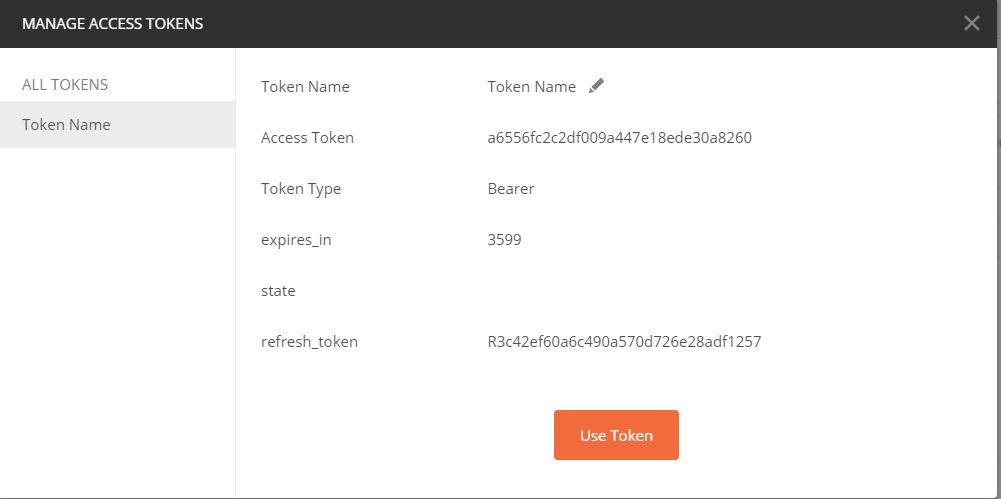 MANAGE ACCESS TOKENS
ALL TOKENS
Token Name
Token Name Token Name
Access Token a6556fc2c2df009a447e18ede30a8260
Token Type Bearer
expires_in 3599
state
refresh_token R3c42ef60a6c490a570d726e28adf1257
Use Token